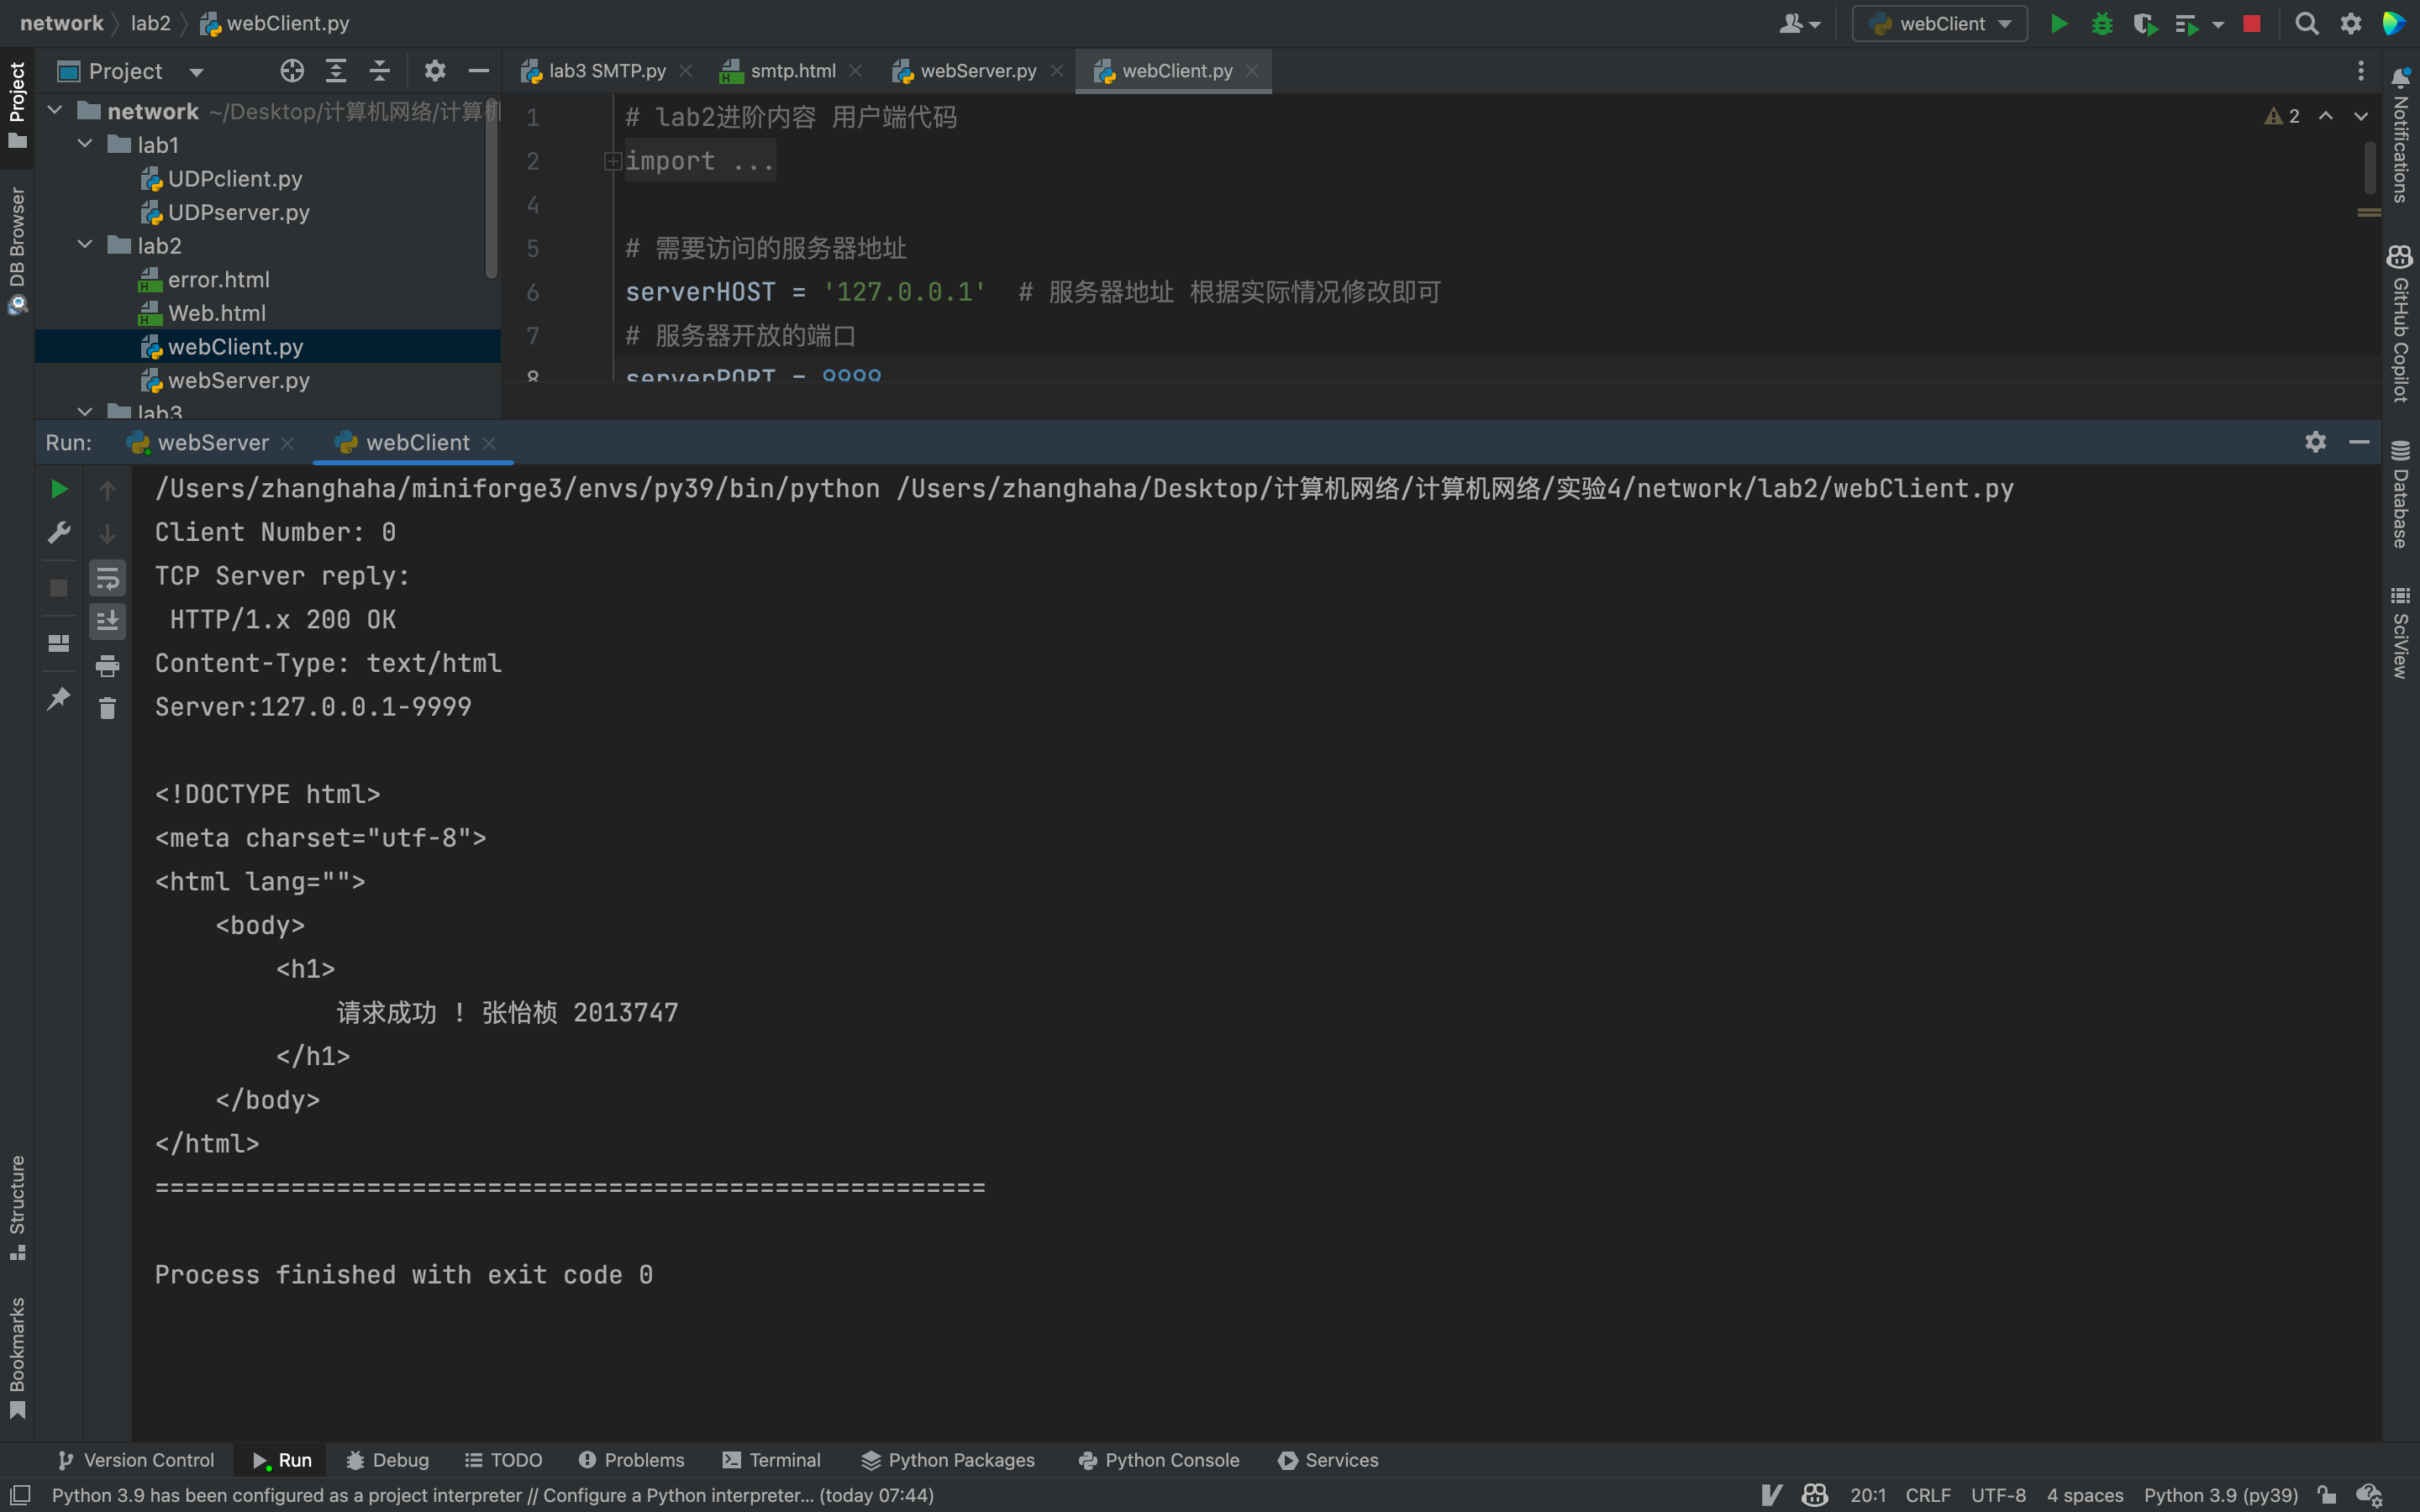 network lab2 webClient.py
webClient
Project
lab3 SMTP.py smtp.html webServer.py webClient.py
network ~/Desktop/计算机网络/计算机
lab1
UDPclient.py
UDPserver.py
lab2
error.html
Web.html
webClient.py
webServer.py
lab3
1 # lab2进阶内容 用户端代码
2 import ...
4
5 # 需要访问的服务器地址
6 serverHOST = '127.0.0.1' # 服务器地址 根据实际情况修改即可
7 # 服务器开放的端口
8 serverPORT = 9999
2
Project
DB Browser
Structure
Bookmarks
Notifications
GitHub Copilot
Database
SciView
Run: webServer webClient
/Users/zhanghaha/miniforge3/envs/py39/bin/python /Users/zhanghaha/Desktop/计算机网络/计算机网络/实验4/network/lab2/webClient.py
Client Number: 0
TCP Server reply:
HTTP/1.x 200 OK
Content-Type: text/html
Server:127.0.0.1-9999
<!DOCTYPE html>
<meta charset="utf-8">
<html lang="">
<body>
<h1>
请求成功 ! 张怡桢 2013747
</h1>
</body>
</html>
=======================================================
Process finished with exit code 0
Version Control Run Debug TODO Problems Terminal Python Packages Python Console Services
Python 3.9 has been configured as a project interpreter // Configure a Python interpreter... (today 07:44)
20:1 CRLF UTF-8 4 spaces Python 3.9 (py39)